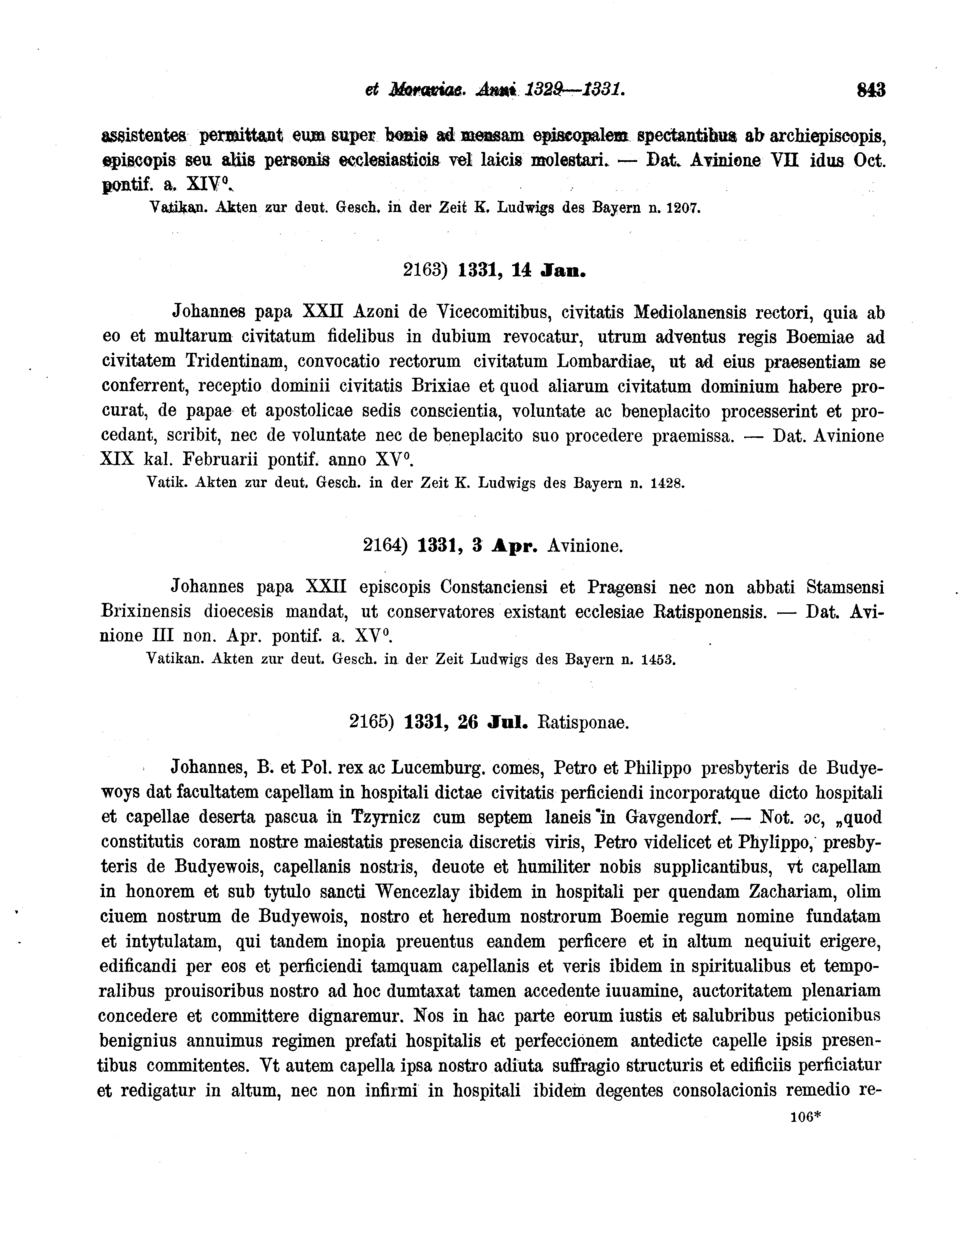 et Moraviae. Anni 1329—1331. 843
assistentes permittant eum super bonis ad mensam episcopalem spectantibus ab archiepiscopis,
episcopis seu aliis personis ecclesiasticis vel laicis molestari. — Dat. Avinione VII idus Oct.
pontif. a. XIV⁰.
Vatikan. Akten zur deut. Gesch. in der Zeit K. Ludwigs des Bayern n. 1207.
2163) 1331, 14 Jan.
Johannes papa XXII Azoni de Vicecomitibus, civitatis Mediolanensis rectori, quia ab
eo et multarum civitatum fidelibus in dubium revocatur, utrum adventus regis Boemiae ad
civitatem Tridentinam, convocatio rectorum civitatum Lombardiae, ut ad eius praesentiam se
conferrent, receptio dominii civitatis Brixiae et quod aliarum civitatum dominium habere pro-
curat, de papae et apostolicae sedis conscientia, voluntate ac beneplacito processerint et pro-
cedant, scribit, nec de voluntate nec de beneplacito suo procedere praemissa. — Dat. Avinione
XIX kal. Februarii pontif. anno XV⁰.
Vatik. Akten zur deut. Gesch. in der Zeit K. Ludwigs des Bayern n. 1428.
2164) 1331, 3 Apr. Avinione.
Johannes papa XXII episcopis Constanciensi et Pragensi nec non abbati Stamsensi
Brixinensis dioecesis mandat, ut conservatores existant ecclesiae Ratisponensis. — Dat. Avi-
nione III non. Apr. pontif. a. XV⁰.
Vatikan. Akten zur deut. Gesch. in der Zeit Ludwigs des Bayern n. 1453.
2165) 1331, 26 Jul. Ratisponae.
Johannes, B. et Pol. rex ac Lucemburg. comes, Petro et Philippo presbyteris de Budye-
woys dat facultatem capellam in hospitali dictae civitatis perficiendi incorporatque dicto hospitali
et capellae deserta pascua in Tzyrnicz cum septem laneis in Gavgendorf. — Not. ɔc, „quod
constitutis coram nostre maiestatis presencia discretis viris, Petro videlicet et Phylippo, presby-
teris de Budyewois, capellanis nostris, deuote et humiliter nobis supplicantibus, vt capellam
in honorem et sub tytulo sancti Wencezlay ibidem in hospitali per quendam Zachariam, olim
ciuem nostrum de Budyewois, nostro et heredum nostrorum Boemie regum nomine fundatam
et intytulatam, qui tandem inopia preuentus eandem perficere et in altum nequiuit erigere,
edificandi per eos et perficiendi tamquam capellanis et veris ibidem in spiritualibus et tempo-
ralibus prouisoribus nostro ad hoc dumtaxat tamen accedente iuuamine, auctoritatem plenariam
concedere et committere dignaremur. Nos in hac parte eorum iustis et salubribus peticionibus
benignius annuimus regimen prefati hospitalis et perfeccionem antedicte capelle ipsis presen-
tibus commitentes. Vt autem capella ipsa nostro adiuta suffragio structuris et edificiis perficiatur
et redigatur in altum, nec non infirmi in hospitali ibidem degentes consolacionis remedio re-
106*